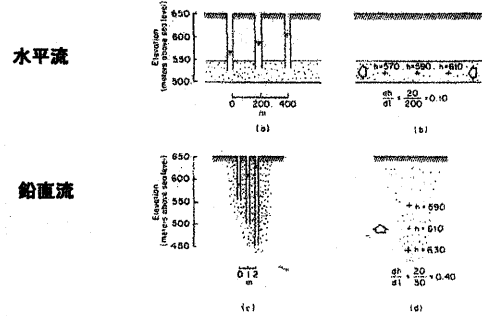 水平流
Elevation
(meters above sea level)
650
600
550
500
0 200 400
m
(a)
h=570 h=590 h=610
dh/dl = 20/200 = 0.10
(b)
鉛直流
Elevation
(meters above sea level)
650
600
550
500
450
0 1 2
m
(c)
h=590
h=610
h=630
dh/dl = 20/50 = 0.40
(d)